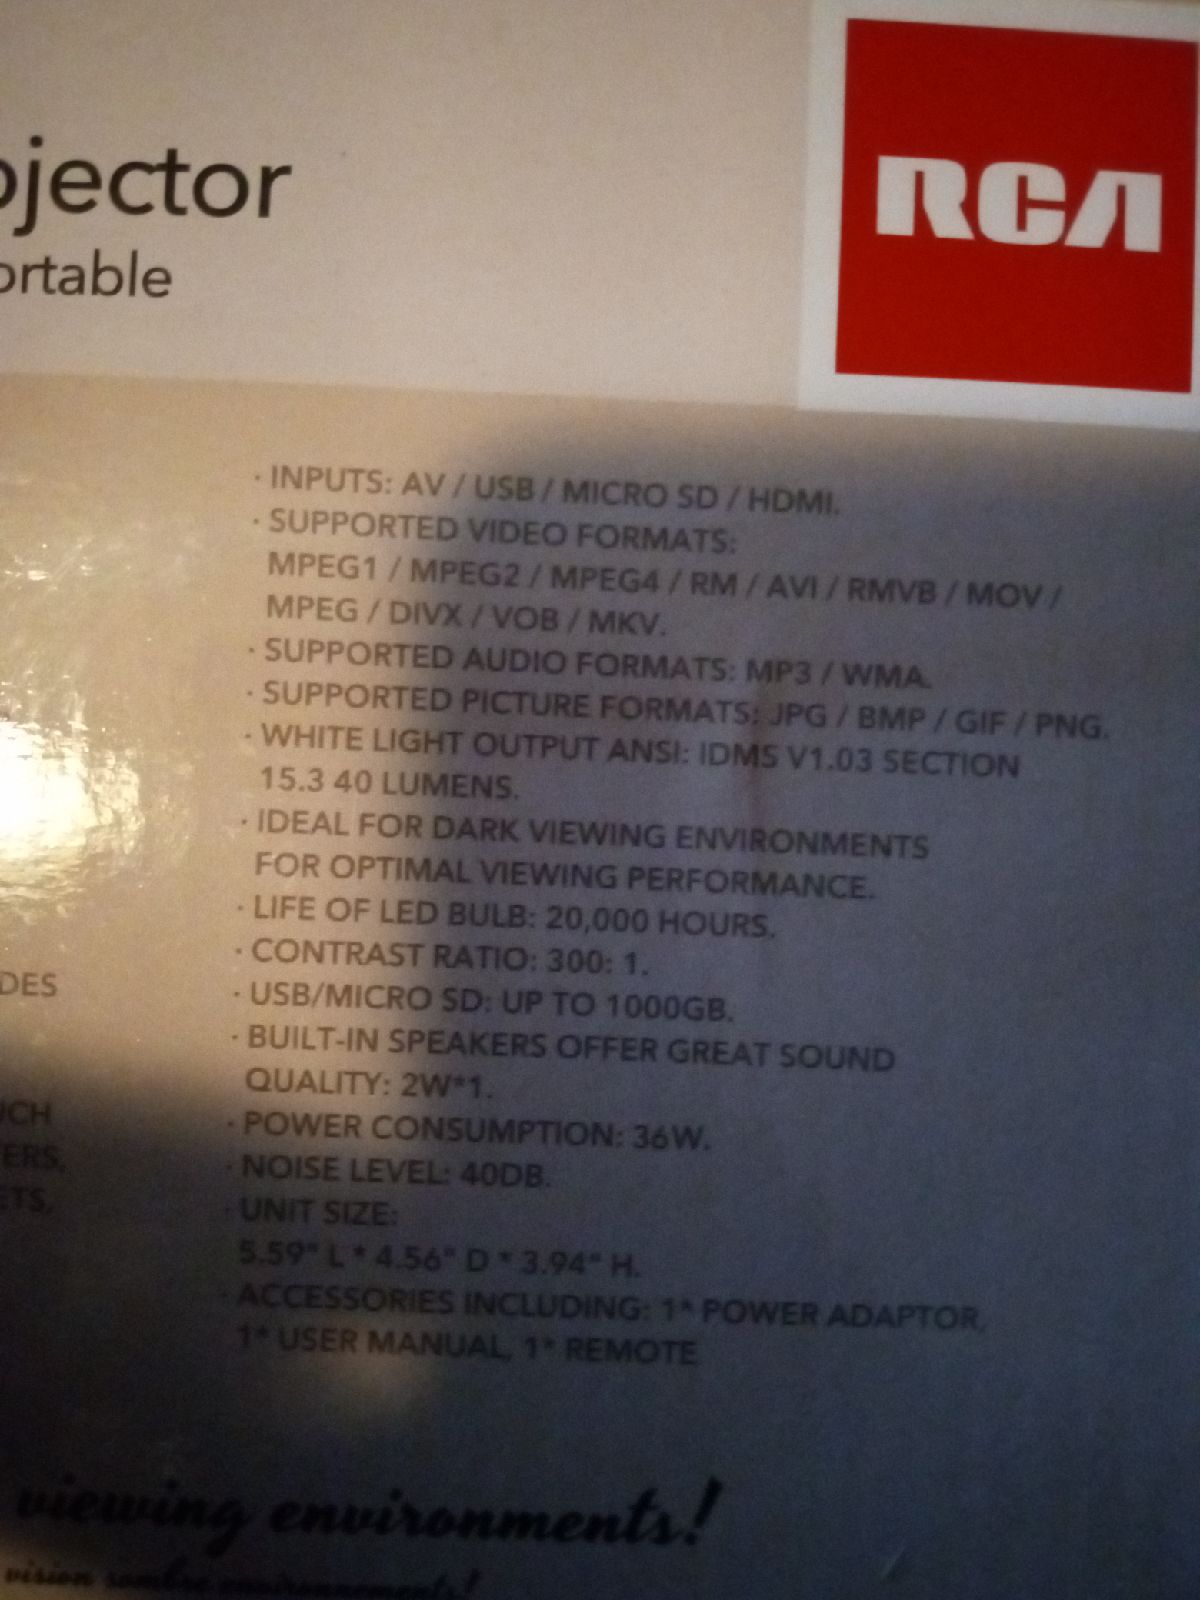 ojector
ortable
RCA
· INPUTS: AV / USB / MICRO SD / HDMI.
· SUPPORTED VIDEO FORMATS:
MPEG1 / MPEG2 / MPEG4 / RM / AVI / RMVB / MOV /
MPEG / DIVX / VOB / MKV.
· SUPPORTED AUDIO FORMATS: MP3 / WMA.
· SUPPORTED PICTURE FORMATS: JPG / BMP / GIF / PNG.
· WHITE LIGHT OUTPUT ANSI: IDMS V1.03 SECTION
15.3 40 LUMENS.
· IDEAL FOR DARK VIEWING ENVIRONMENTS
FOR OPTIMAL VIEWING PERFORMANCE.
· LIFE OF LED BULB: 20,000 HOURS.
· CONTRAST RATIO: 300: 1.
· USB/MICRO SD: UP TO 1000GB.
· BUILT-IN SPEAKERS OFFER GREAT SOUND
QUALITY: 2W*1.
· POWER CONSUMPTION: 36W.
· NOISE LEVEL: 40DB.
· UNIT SIZE:
5.59" L * 4.56" D * 3.94" H.
· ACCESSORIES INCLUDING: 1* POWER ADAPTOR,
1* USER MANUAL, 1* REMOTE
DES
UCH
ERS,
ETS,
viewing environments!
vision sombre environnements!